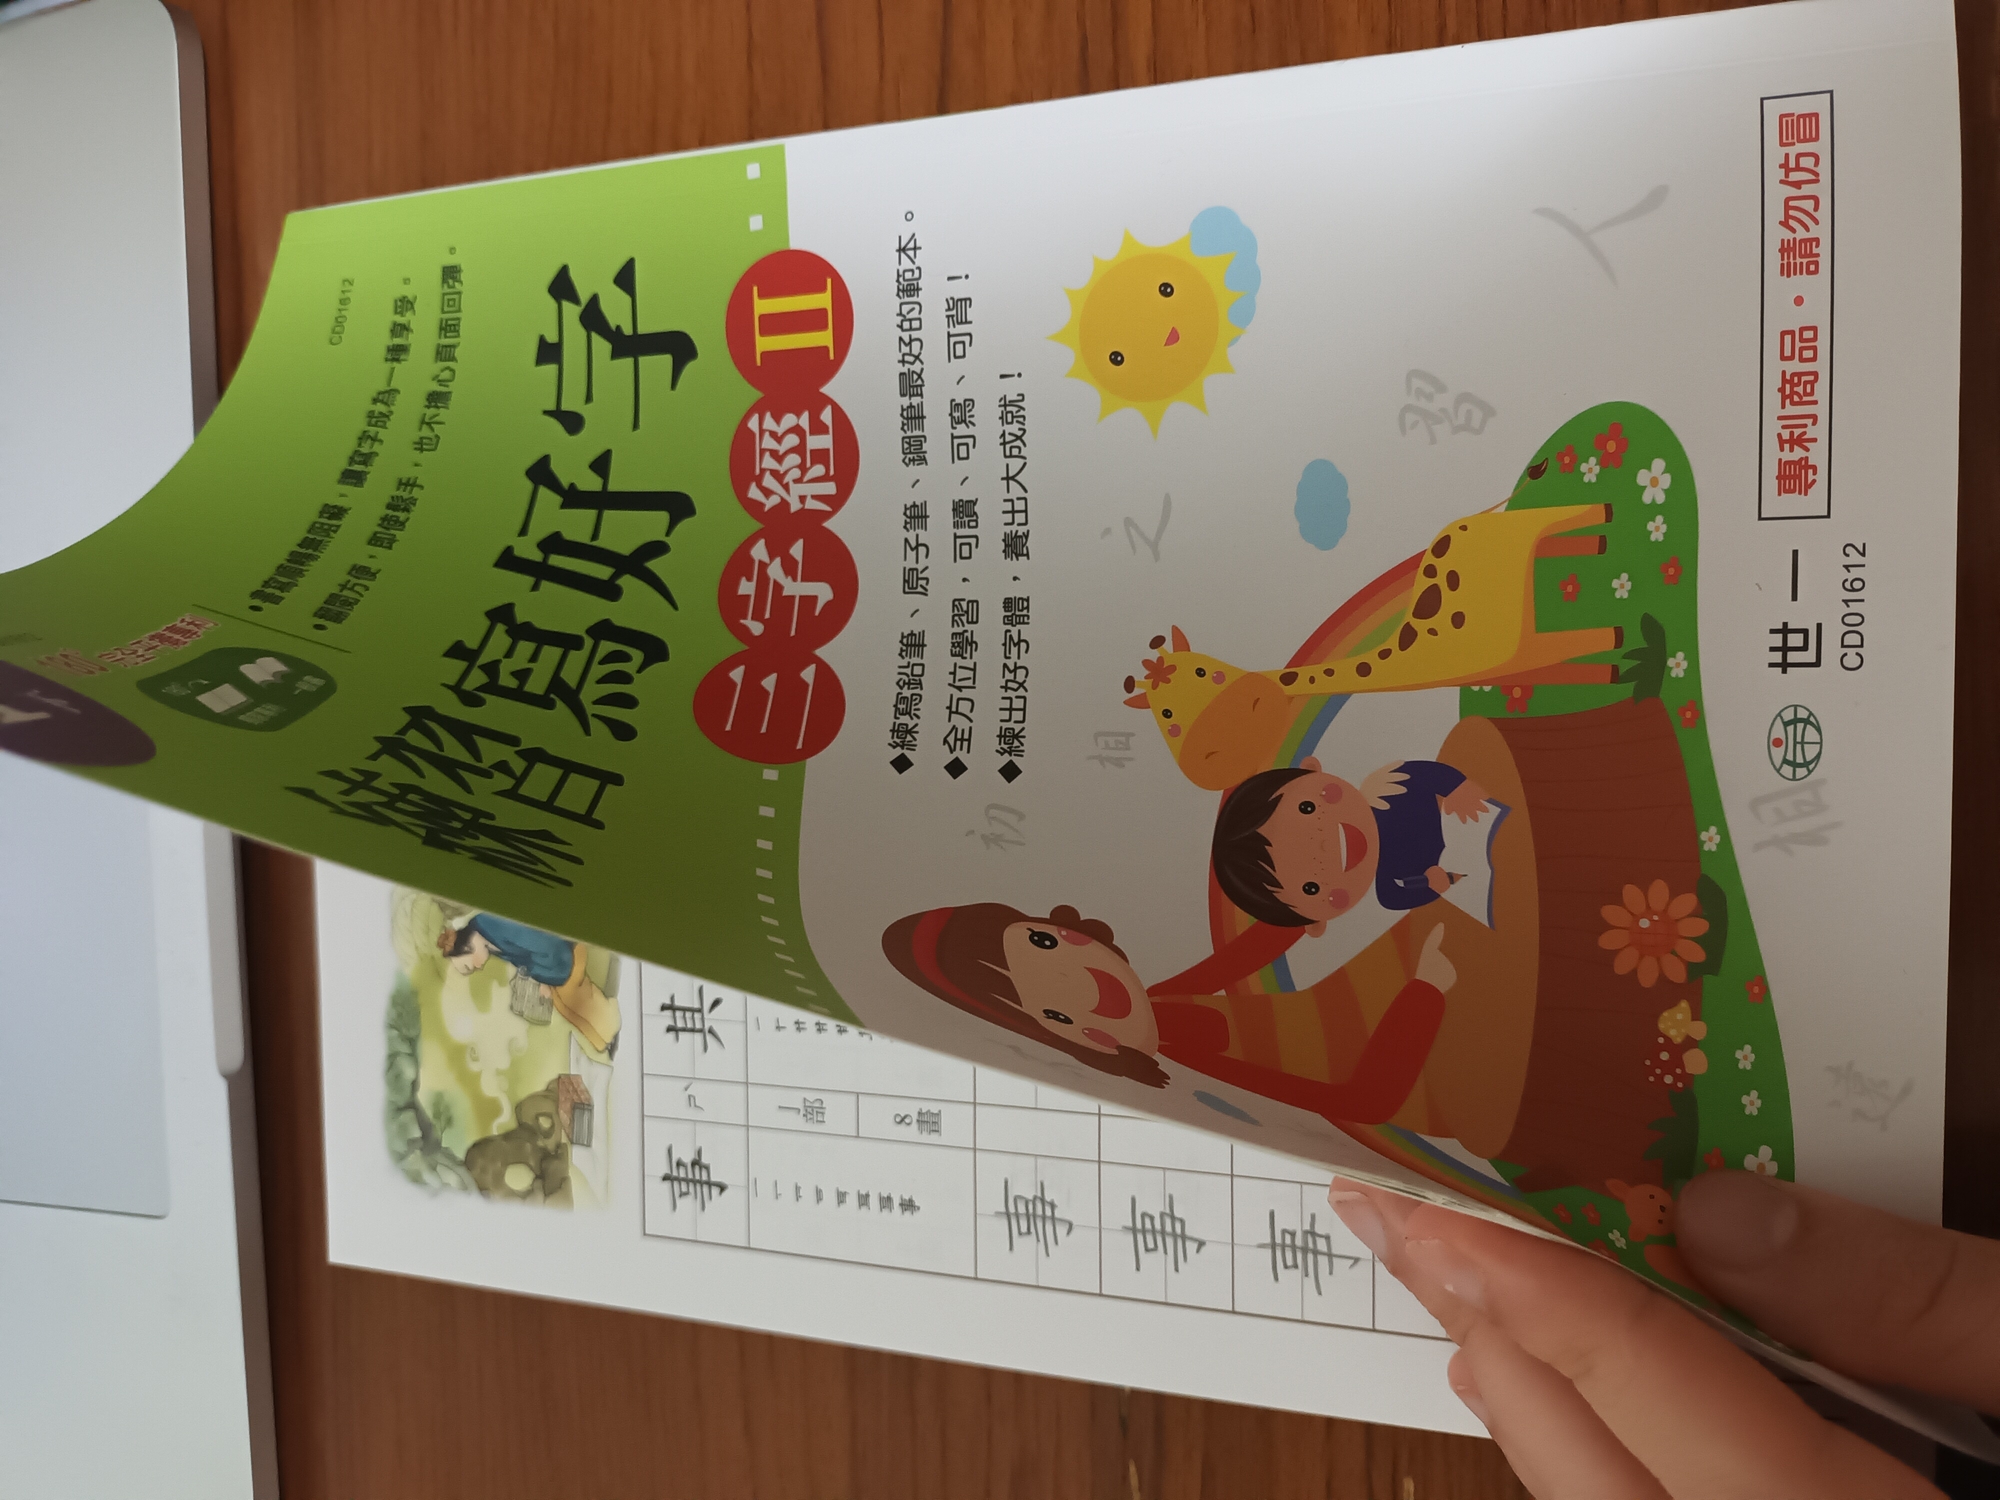 CD01612
•書寫順暢無阻礙，讓寫字成為一種享受。
•翻閱方便，即使鬆手，也不擔心頁面回彈。
練習寫好字
三字經II
◆練寫鉛筆、原子筆、鋼筆最好的範本。
◆全方位學習，可讀、可寫、可背！
◆練出好字體，養出大成就！
初
相
之
習
人
相
遠
世一
專利商品・請勿仿冒
CD01612
事
ㄕˋ
亅部
8畫
其
事
事
事